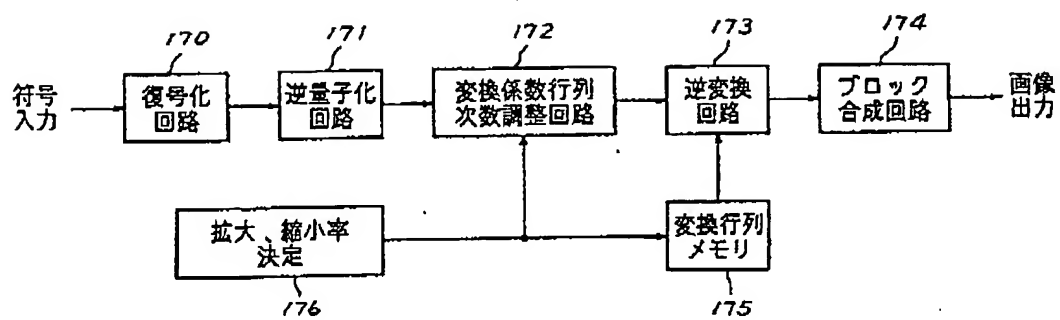 170
171
172
173
174
符号
入力
復号化
回路
逆量子化
回路
変換係数行列
次数調整回路
逆変換
回路
ブロック
合成回路
画像
出力
拡大、縮小率
決定
変換行列
メモリ
176
175